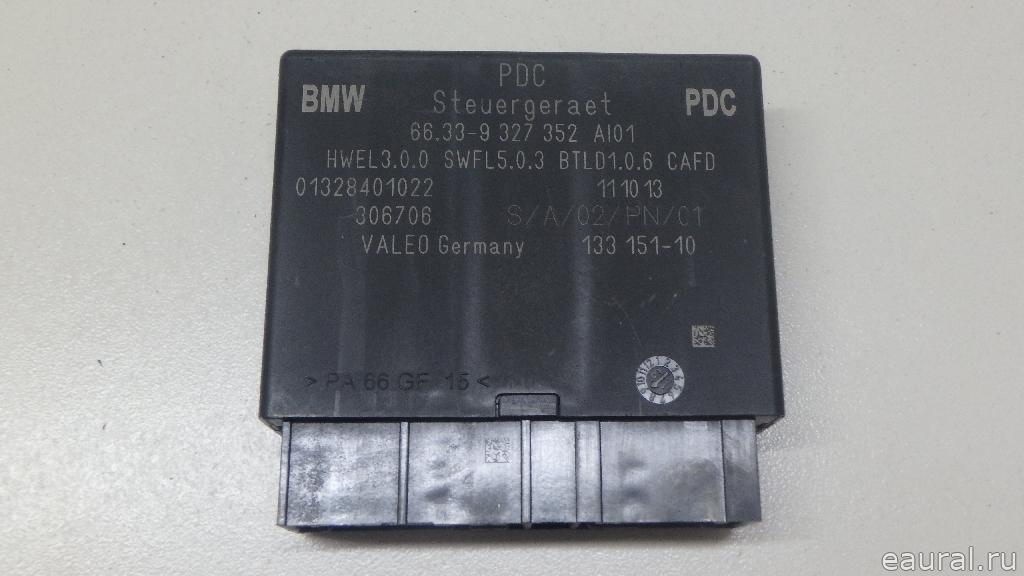 PDC
BMW Steuergeraet PDC
66.33-9 327 352 AI01
HWEL3.0.0 SWFL5.0.3 BTLD1.0.6 CAFD
01328401022 11 10 13
306706 S/A/02/PN/01
VALEO Germany 133 151-10
> PA 66 GF 15 <
eaural.ru